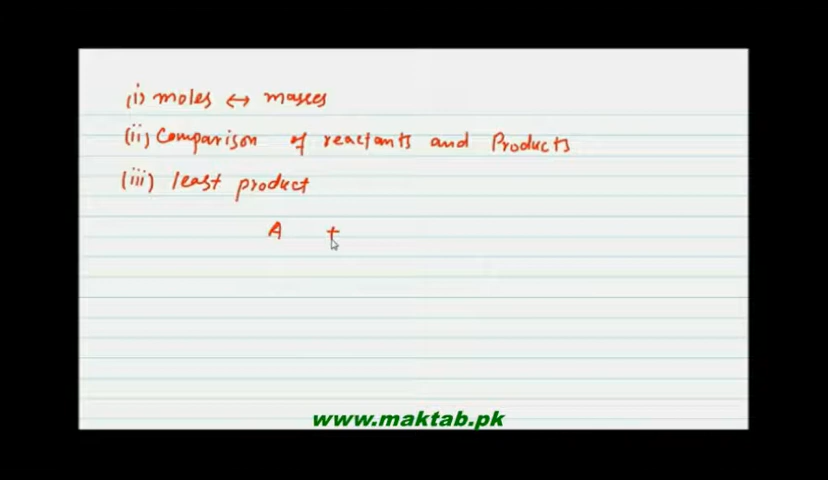 (i) moles ↔ masses
(ii) Comparison of reactants and Products
(iii) least product
A +
www.maktab.pk